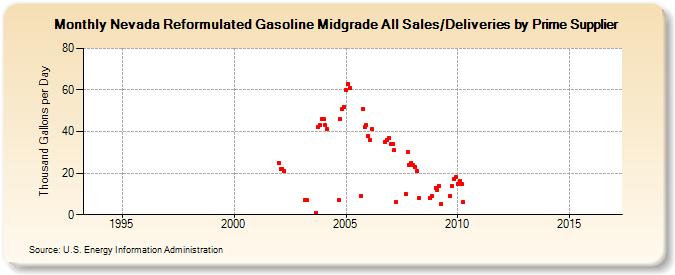 Monthly Nevada Reformulated Gasoline Midgrade All Sales/Deliveries by Prime Supplier
Thousand Gallons per Day
80
60
40
20
0
1995 2000 2005 2010 2015
Source: U.S. Energy Information Administration